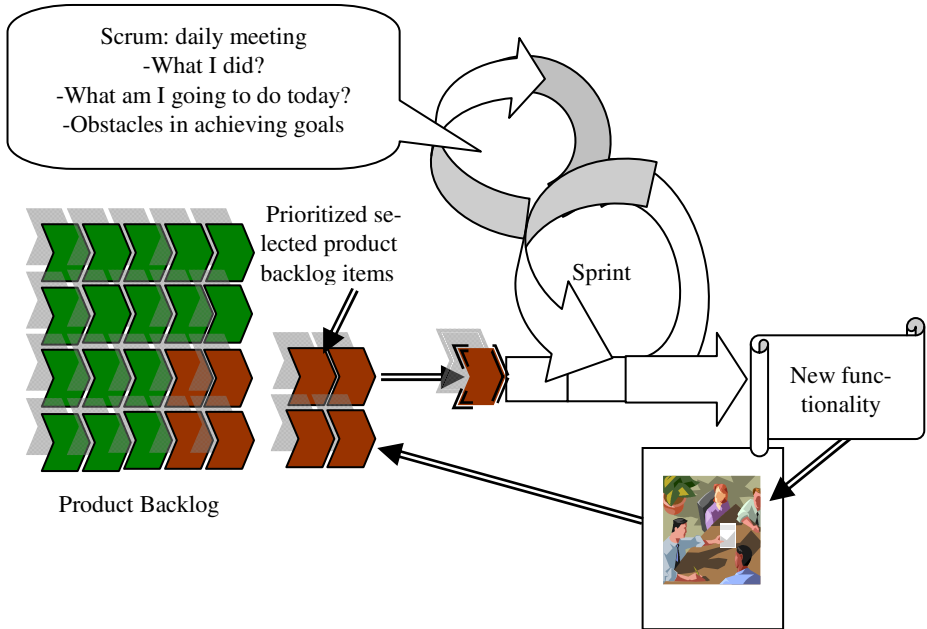 Scrum: daily meeting
-What I did?
-What am I going to do today?
-Obstacles in achieving goals
Prioritized se-
lected product
backlog items
Sprint
New func-
tionality
Product Backlog